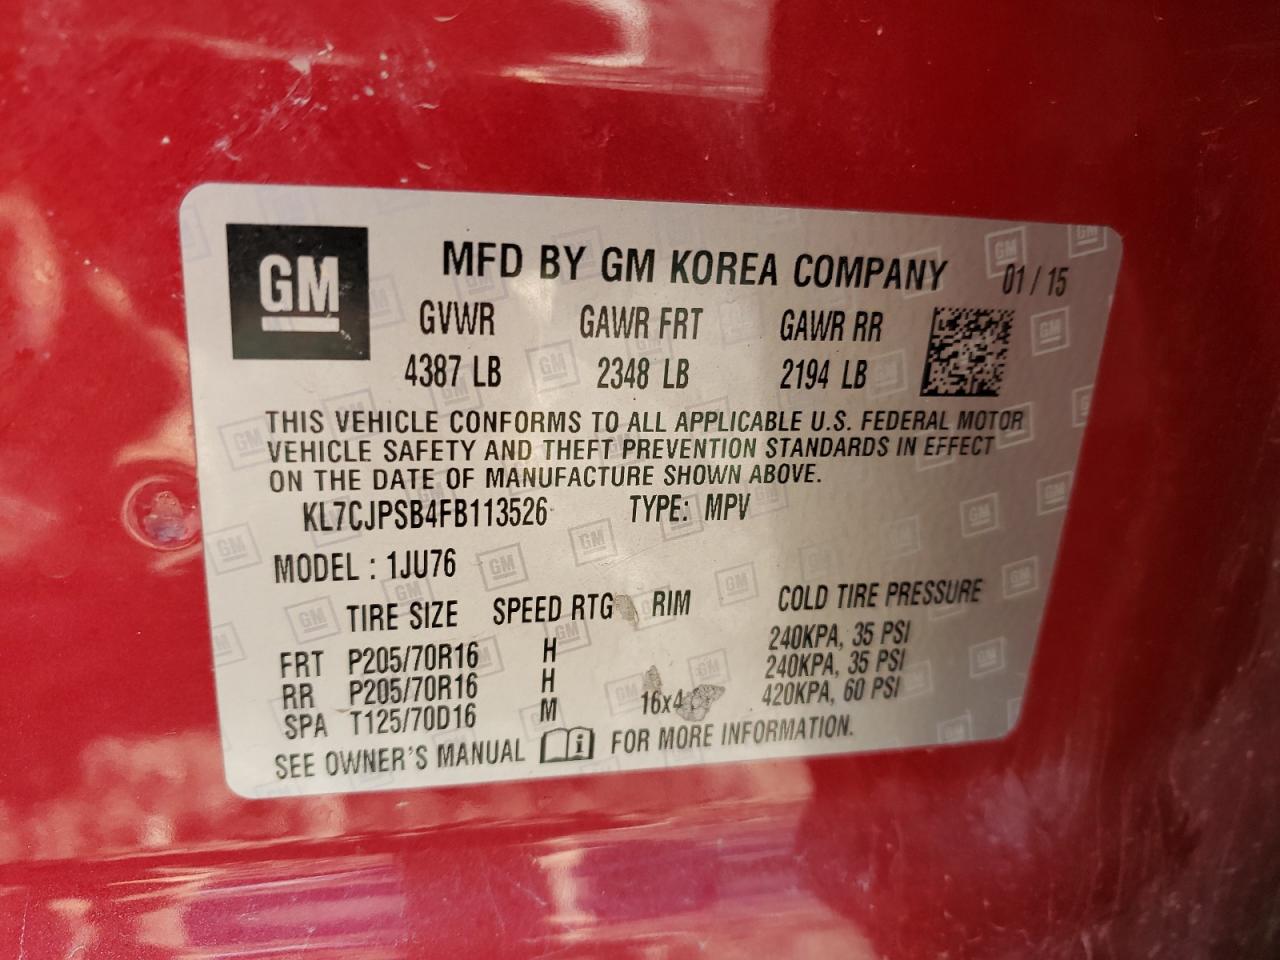 GM
MFD BY GM KOREA COMPANY 01 / 15
GVWR GAWR FRT GAWR RR
4387 LB 2348 LB 2194 LB
THIS VEHICLE CONFORMS TO ALL APPLICABLE U.S. FEDERAL MOTOR
VEHICLE SAFETY AND THEFT PREVENTION STANDARDS IN EFFECT
ON THE DATE OF MANUFACTURE SHOWN ABOVE.
KL7CJPSB4FB113526 TYPE: MPV
MODEL : 1JU76
TIRE SIZE SPEED RTG RIM COLD TIRE PRESSURE
FRT P205/70R16 H 240KPA, 35 PSI
RR P205/70R16 H 240KPA, 35 PSI
SPA T125/70D16 M 420KPA, 60 PSI
SEE OWNER'S MANUAL i FOR MORE INFORMATION.